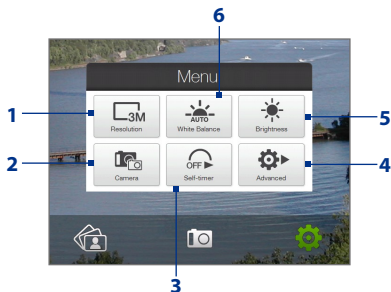 6
Menu
1
3M
AUTO
5
Resolution
White Balance
Brightness
2
OFF
4
Camera
Self-timer
Advanced
3